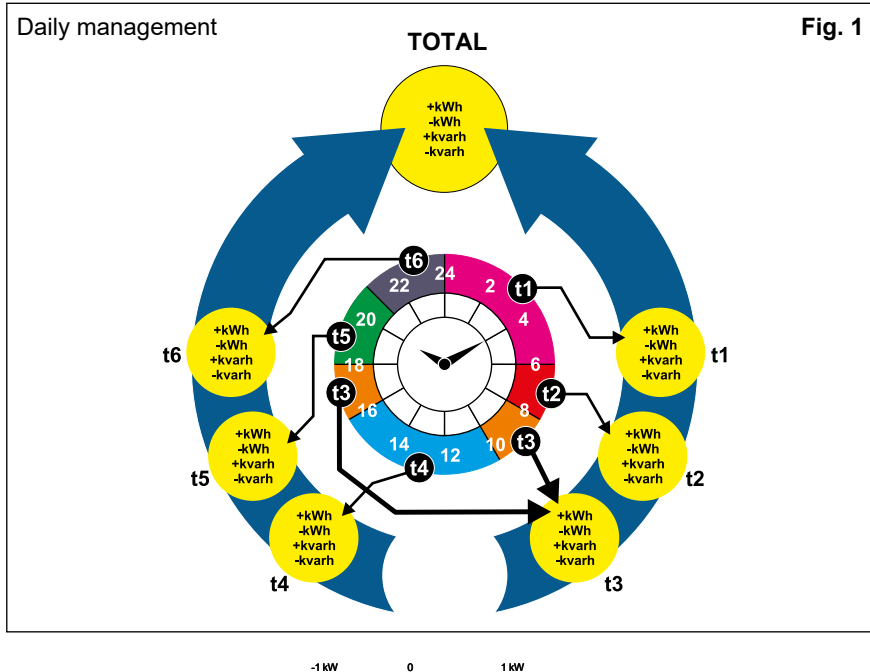 Daily management
Fig. 1
TOTAL
+kWh
-kWh
+kvarh
-kvarh
t6
24
22
2
t1
4
20
t5
18
6
t3
16
t2
8
14
12
10
t3
t4
t6
+kWh
-kWh
+kvarh
-kvarh
+kWh
-kWh
+kvarh
-kvarh
t1
+kWh
-kWh
+kvarh
-kvarh
t5
+kWh
-kWh
+kvarh
-kvarh
t2
+kWh
-kWh
+kvarh
-kvarh
t4
+kWh
-kWh
+kvarh
-kvarh
t3
-1 kW 0 1 kW